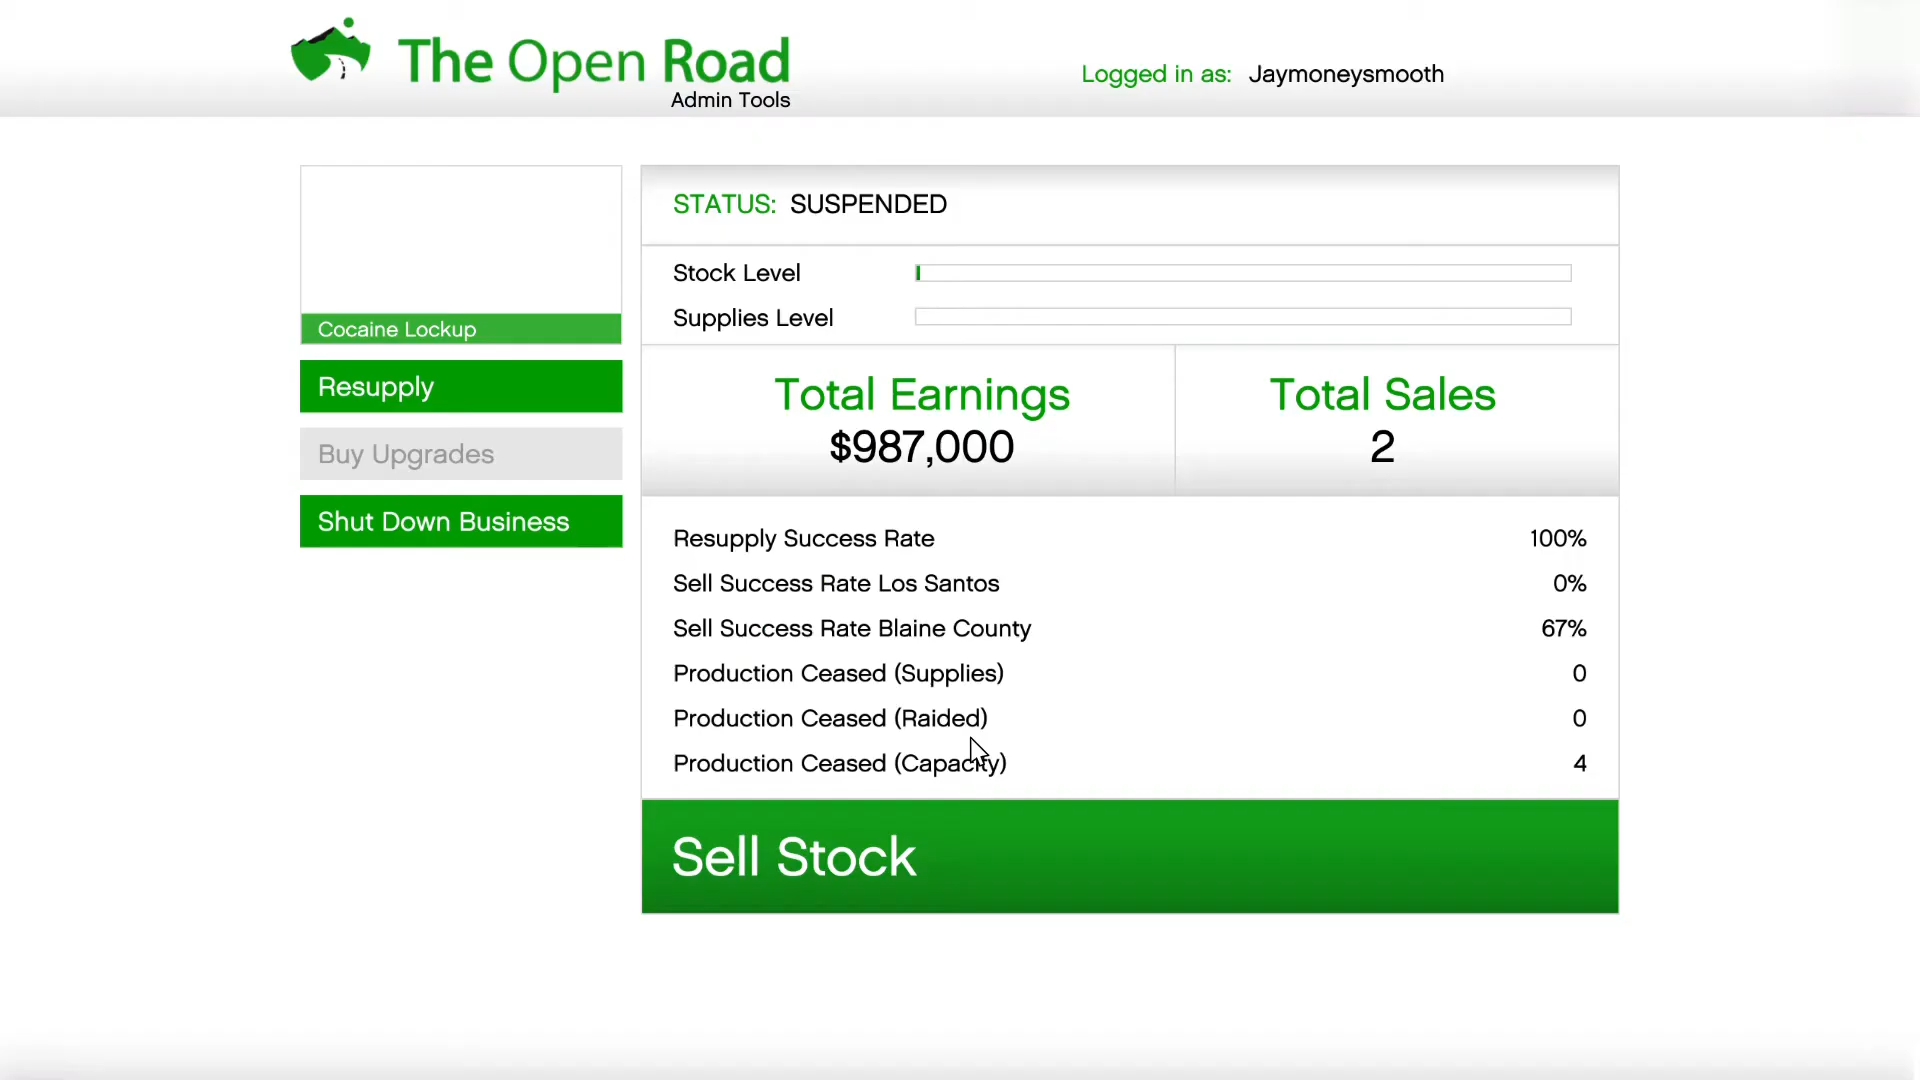 The Open Road
Admin Tools
Logged in as: Jaymoneysmooth
Cocaine Lockup
Resupply
Buy Upgrades
Shut Down Business
STATUS: SUSPENDED
Stock Level
Supplies Level
Total Earnings
$987,000
Total Sales
2
Resupply Success Rate 100%
Sell Success Rate Los Santos 0%
Sell Success Rate Blaine County 67%
Production Ceased (Supplies) 0
Production Ceased (Raided) 0
Production Ceased (Capacity) 4
Sell Stock